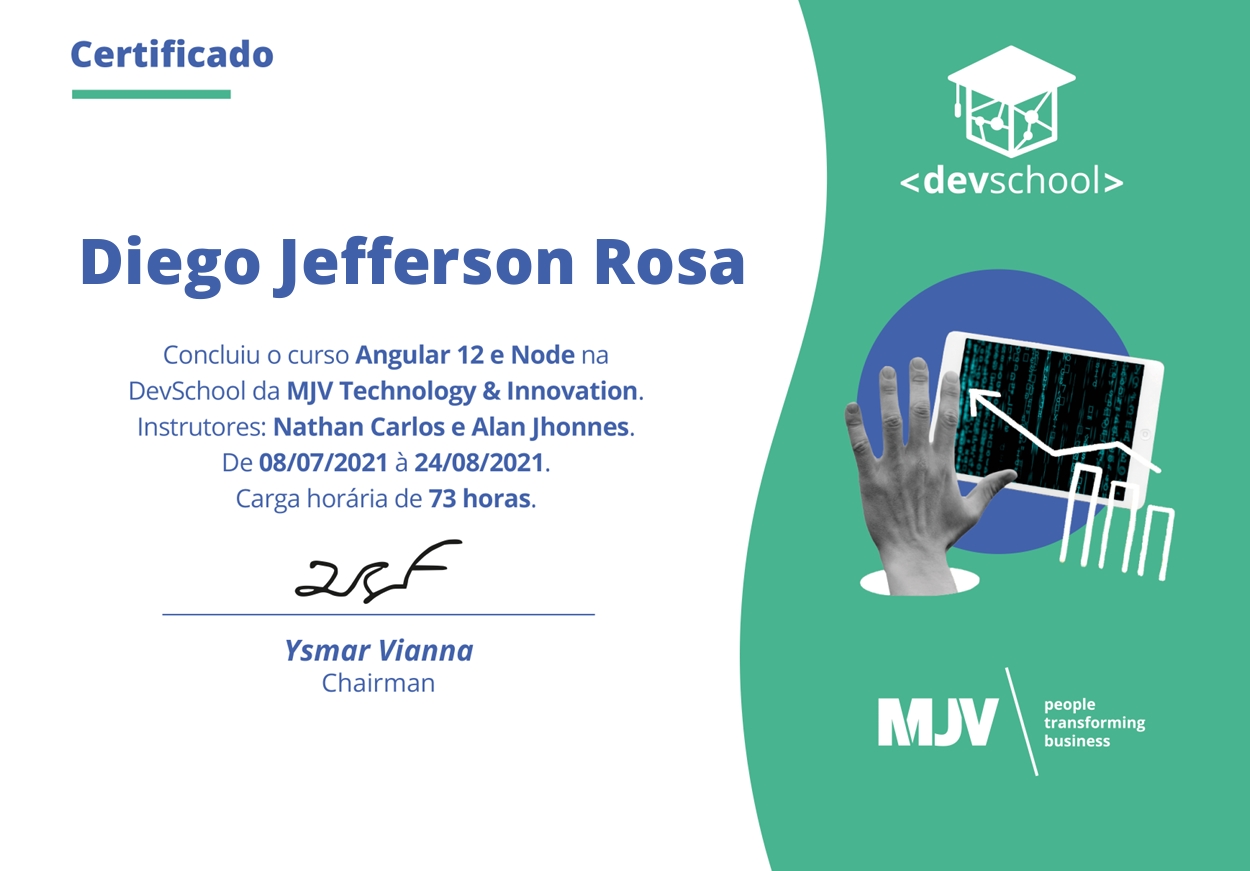 Certificado
<devschool>
Diego Jefferson Rosa
Concluiu o curso Angular 12 e Node na
DevSchool da MJV Technology & Innovation.
Instrutores: Nathan Carlos e Alan Jhonnes.
De 08/07/2021 à 24/08/2021.
Carga horária de 73 horas.
Ysmar Vianna
Chairman
MJV
people
transforming
business